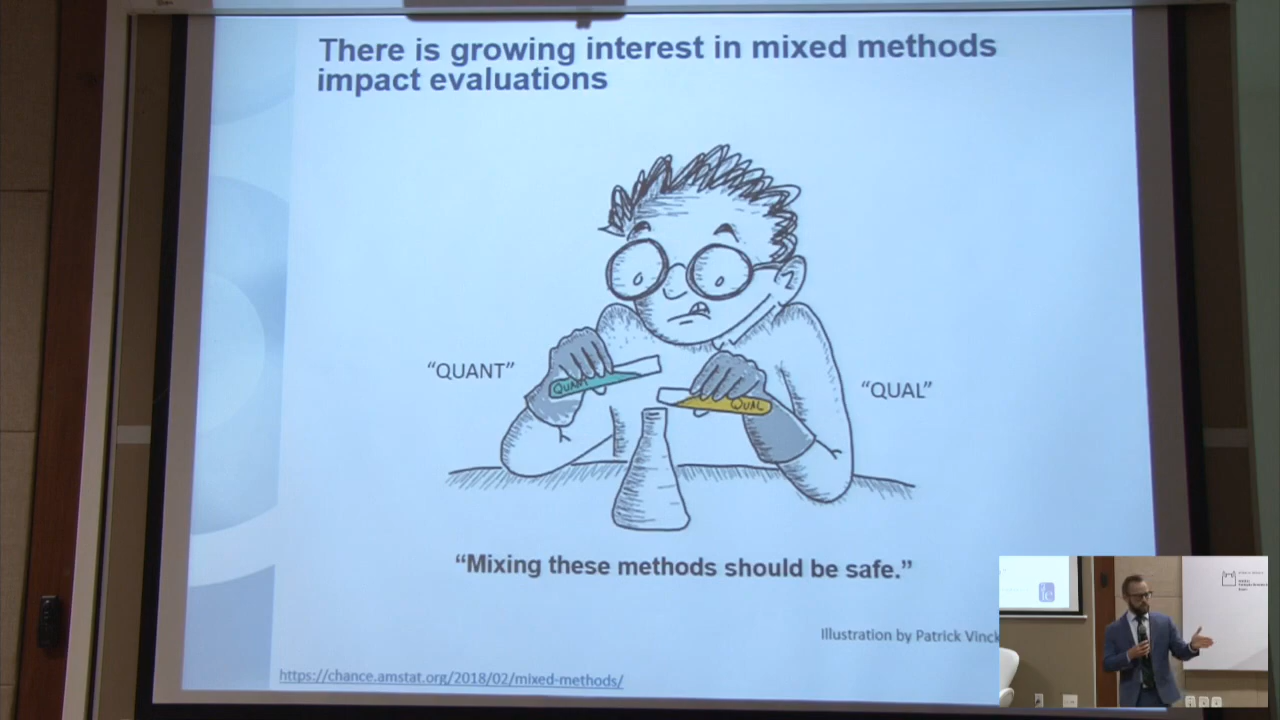 There is growing interest in mixed methods
impact evaluations
“QUANT”
“QUAL”
QUANT
QUAL
“Mixing these methods should be safe.”
Illustration by Patrick Vinck
https://chance.amstat.org/2018/02/mixed-methods/